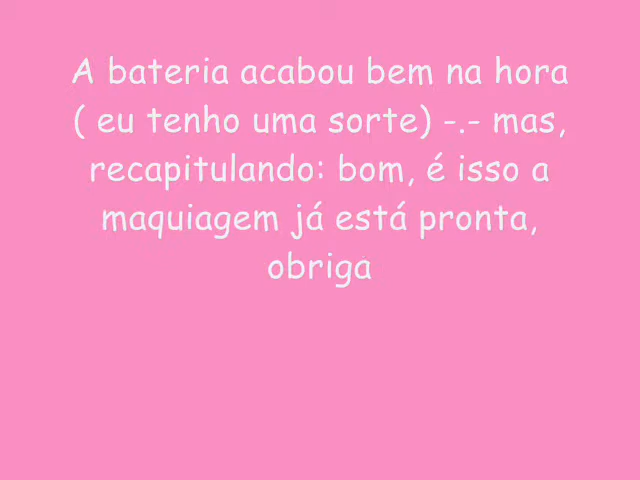 A bateria acabou bem na hora
( eu tenho uma sorte) -.- mas,
recapitulando: bom, é isso a
maquiagem já está pronta,
obriga